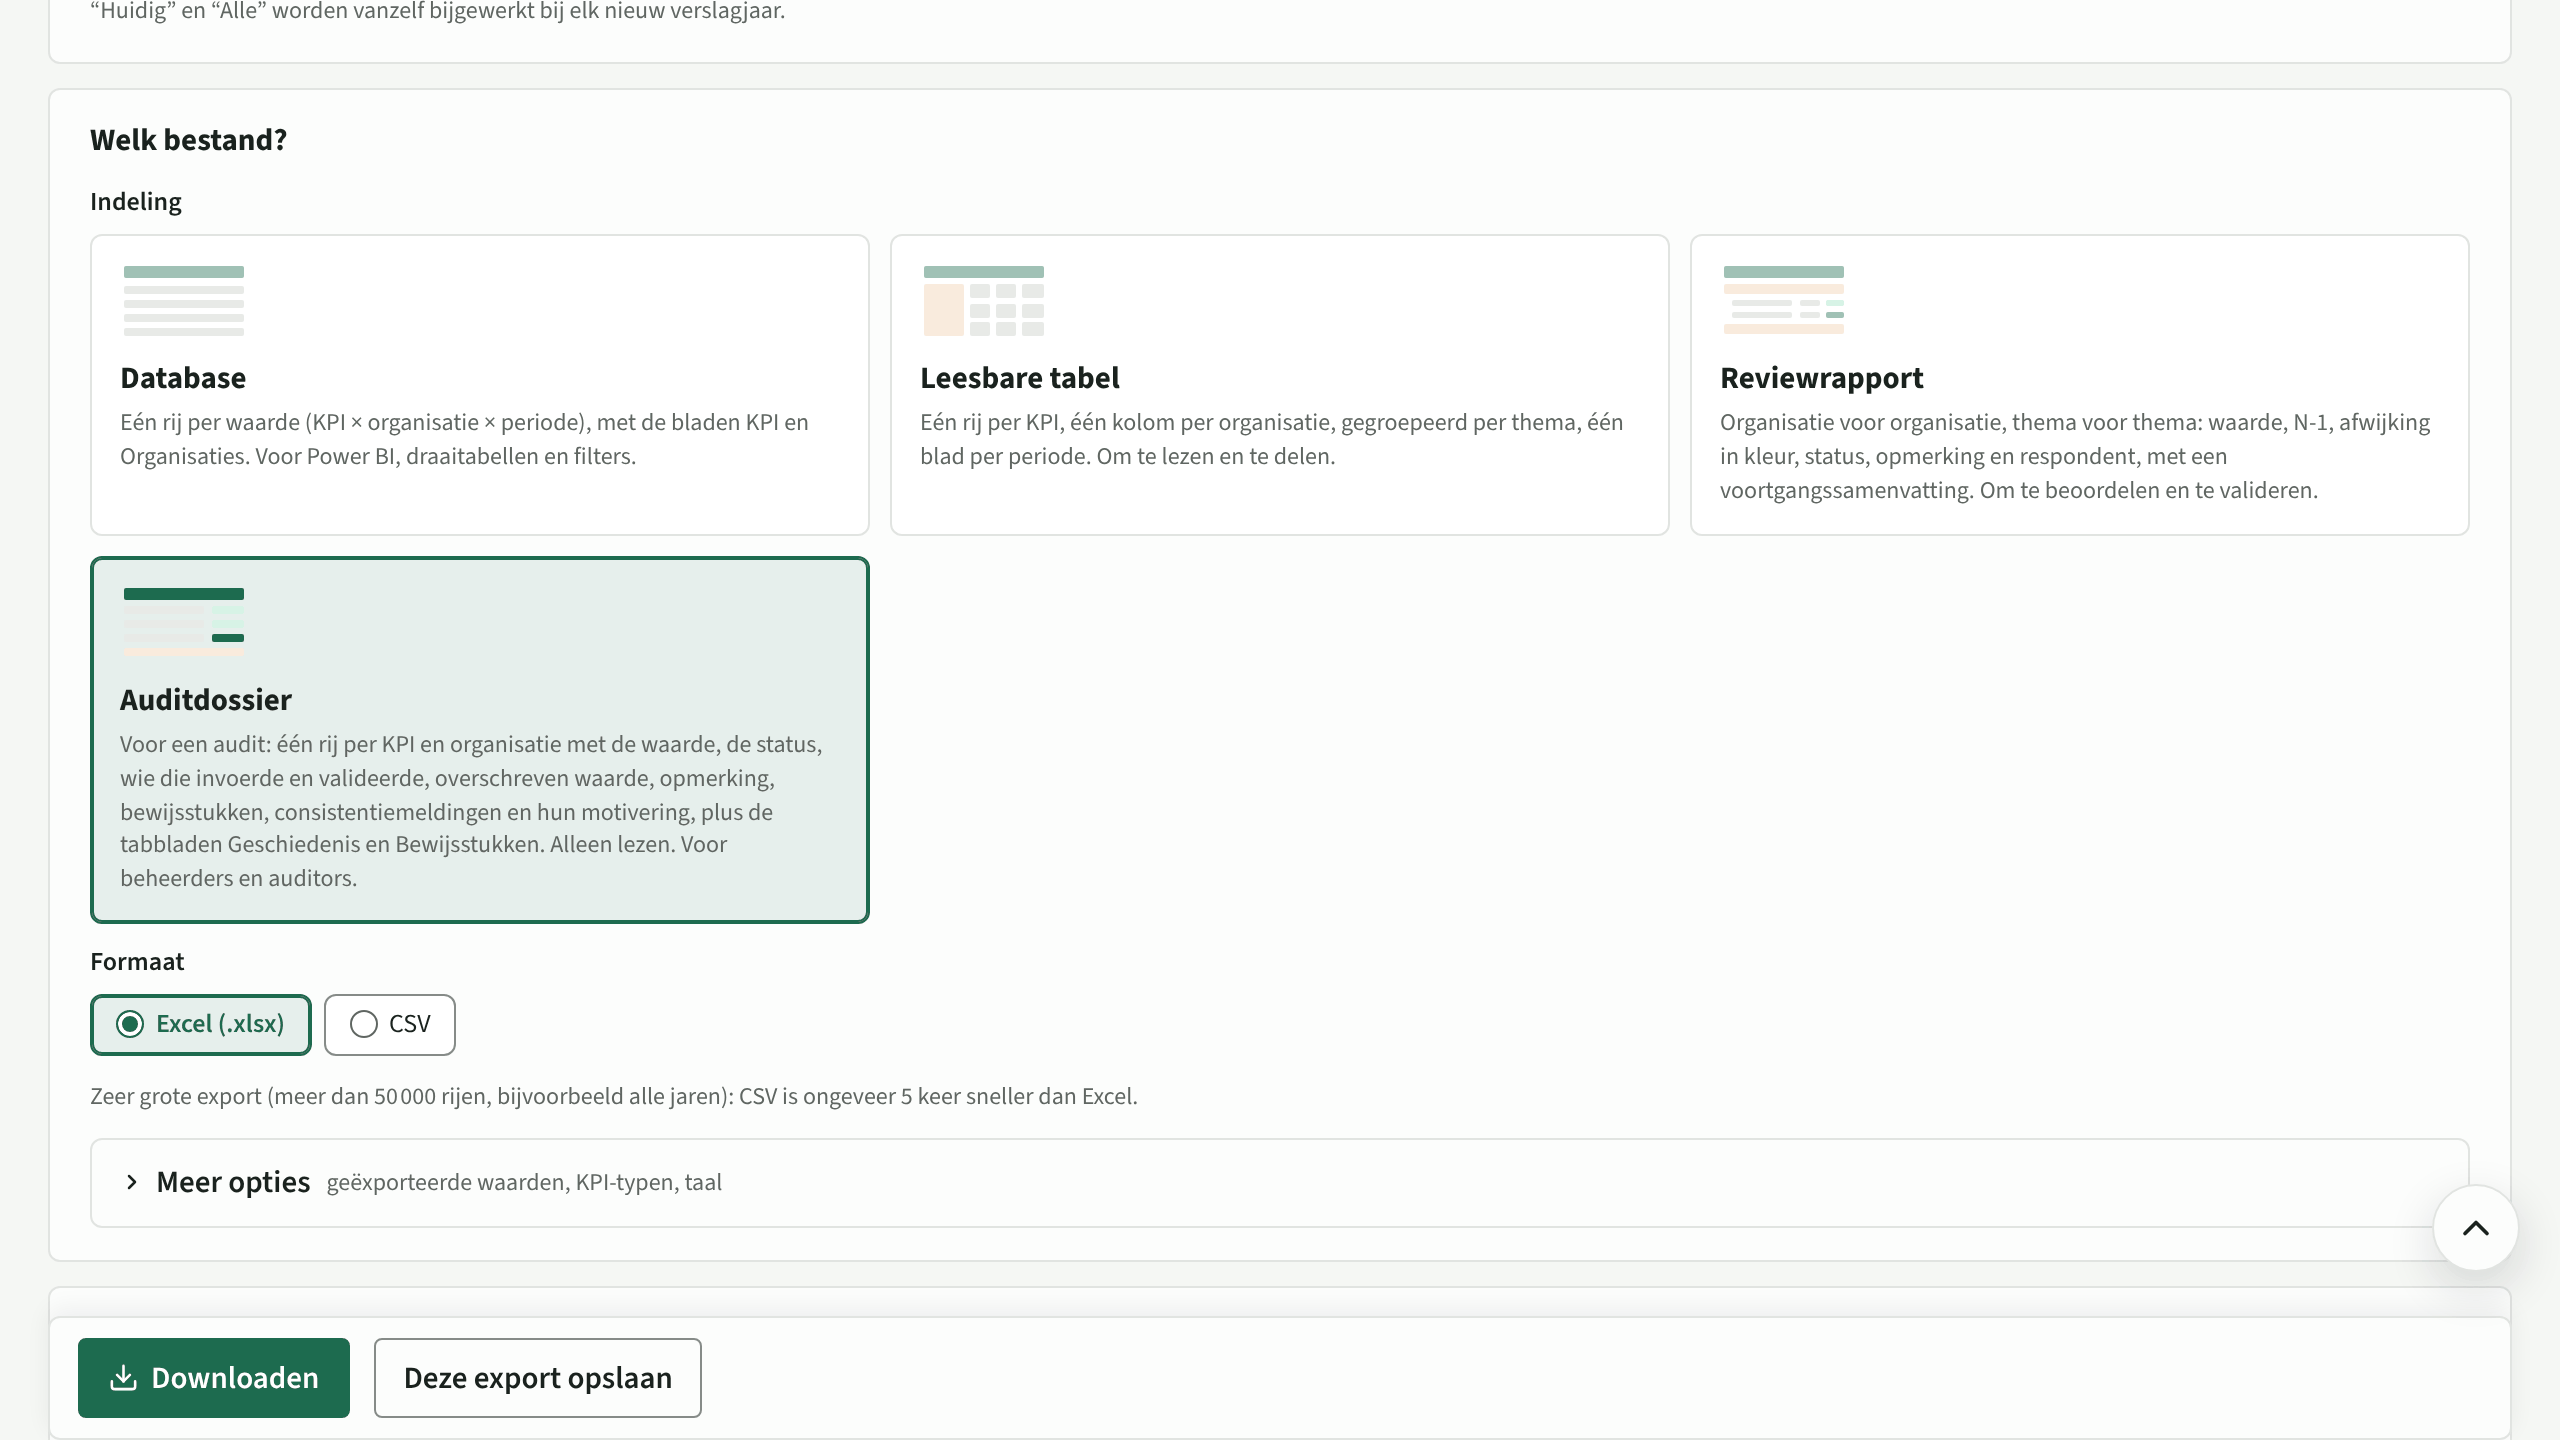 “Huidig” en “Alle” worden vanzelf bijgewerkt bij elk nieuw verslagjaar.
Welk bestand?
Indeling
Database
Eén rij per waarde (KPI × organisatie × periode), met de bladen KPI en
Organisaties. Voor Power BI, draaitabellen en filters.
Leesbare tabel
Eén rij per KPI, één kolom per organisatie, gegroepeerd per thema, één
blad per periode. Om te lezen en te delen.
Reviewrapport
Organisatie voor organisatie, thema voor thema: waarde, N-1, afwijking
in kleur, status, opmerking en respondent, met een
voortgangssamenvatting. Om te beoordelen en te valideren.
Auditdossier
Voor een audit: één rij per KPI en organisatie met de waarde, de status,
wie die invoerde en valideerde, overschreven waarde, opmerking,
bewijsstukken, consistentiemeldingen en hun motivering, plus de
tabbladen Geschiedenis en Bewijsstukken. Alleen lezen. Voor
beheerders en auditors.
Formaat
Excel (.xlsx)
CSV
Zeer grote export (meer dan 50 000 rijen, bijvoorbeeld alle jaren): CSV is ongeveer 5 keer sneller dan Excel.
Meer opties geëxporteerde waarden, KPI-typen, taal
Downloaden
Deze export opslaan